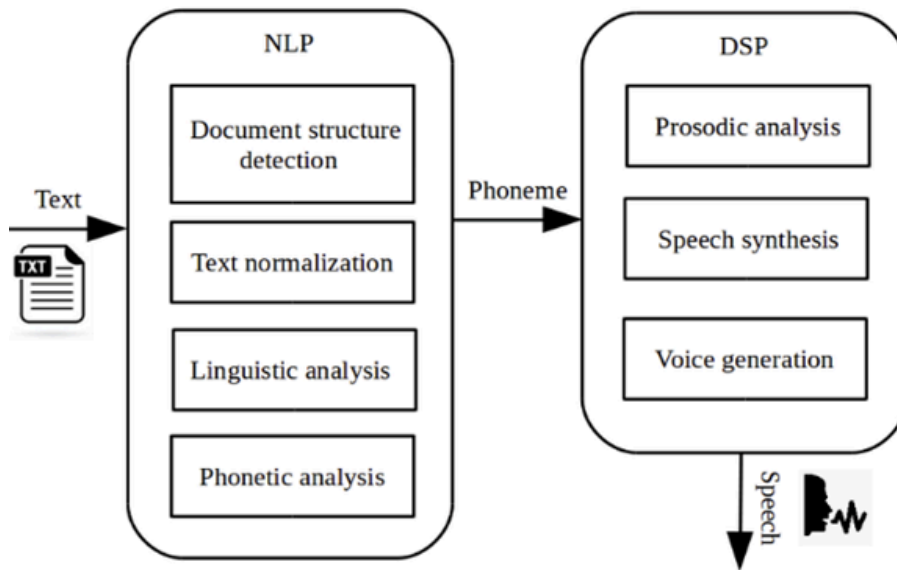 NLP
Document structure
detection
Text
TXT
Text normalization
Linguistic analysis
Phonetic analysis
Phoneme
DSP
Prosodic analysis
Speech synthesis
Voice generation
Speech